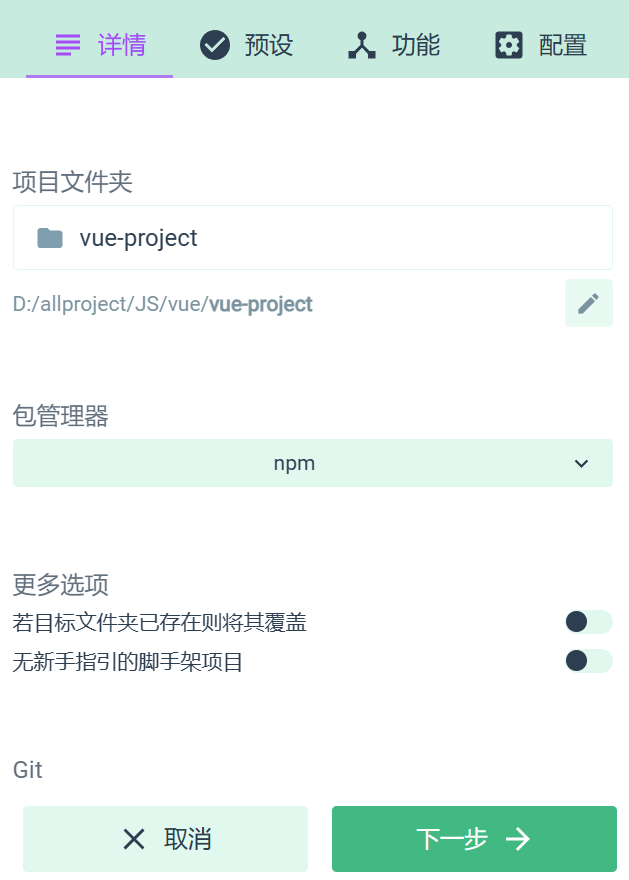 详情 预设 功能 配置
项目文件夹
vue-project
D:/allproject/JS/vue/vue-project
包管理器
npm
更多选项
若目标文件夹已存在则将其覆盖
无新手指引的脚手架项目
Git
取消 下一步